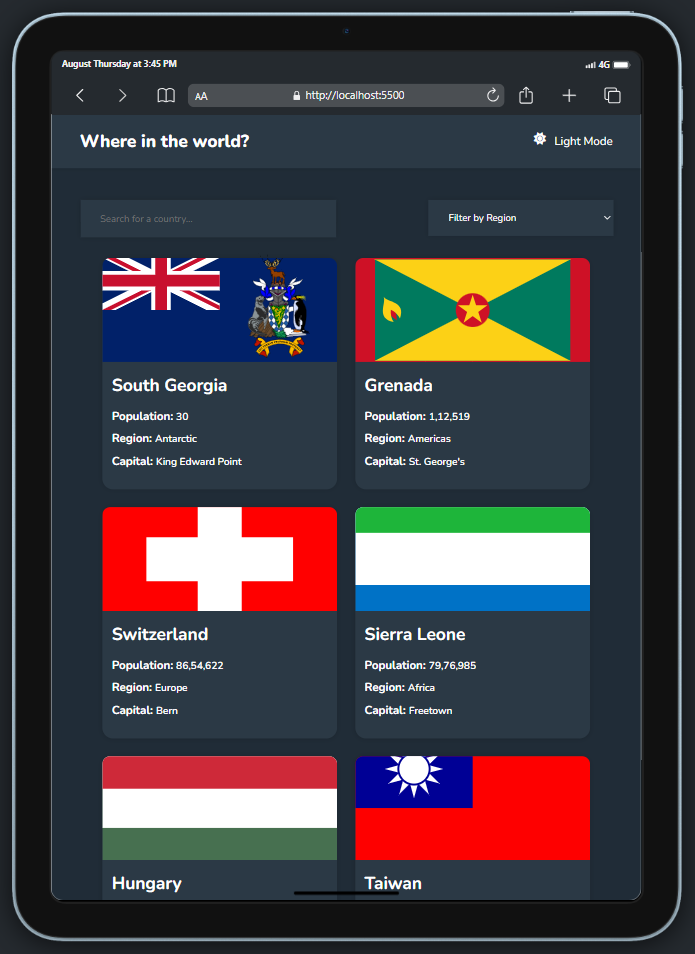 August Thursday at 3:45 PM
4G
AA
http://localhost:5500
Where in the world?
Light Mode
Search for a country...
Filter by Region
South Georgia
Population: 30
Region: Antarctic
Capital: King Edward Point
Grenada
Population: 1,12,519
Region: Americas
Capital: St. George's
Switzerland
Population: 86,54,622
Region: Europe
Capital: Bern
Sierra Leone
Population: 79,76,985
Region: Africa
Capital: Freetown
Hungary
Taiwan